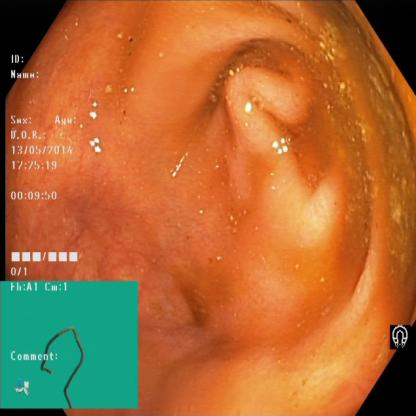 ID:
Name:
Sex: Age:
D.O.B.:
13/05/2014
17:25:19
00:09:50
■■■/■■■
0/1
Eh:A1 Cm:1
Comment: